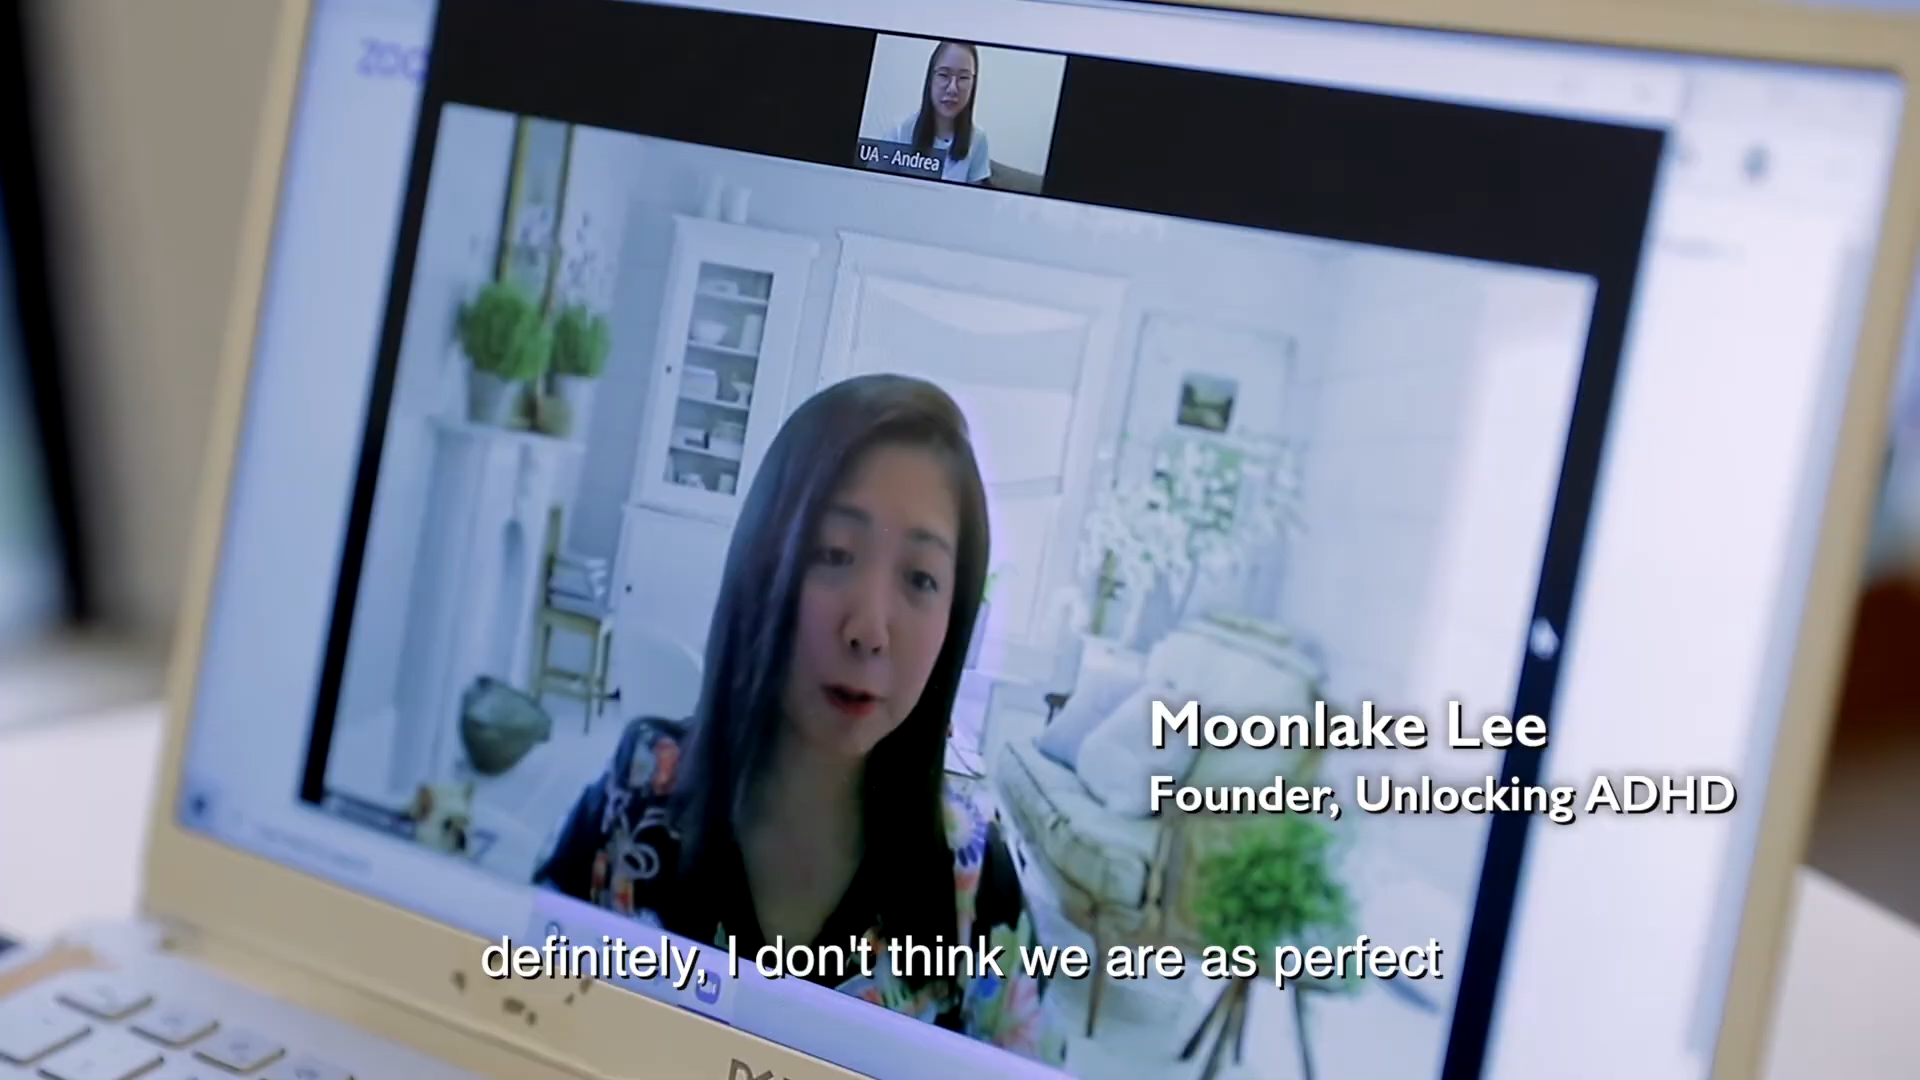 UA - Andrea
Moonlake Lee
Founder, Unlocking ADHD
definitely, I don't think we are as perfect